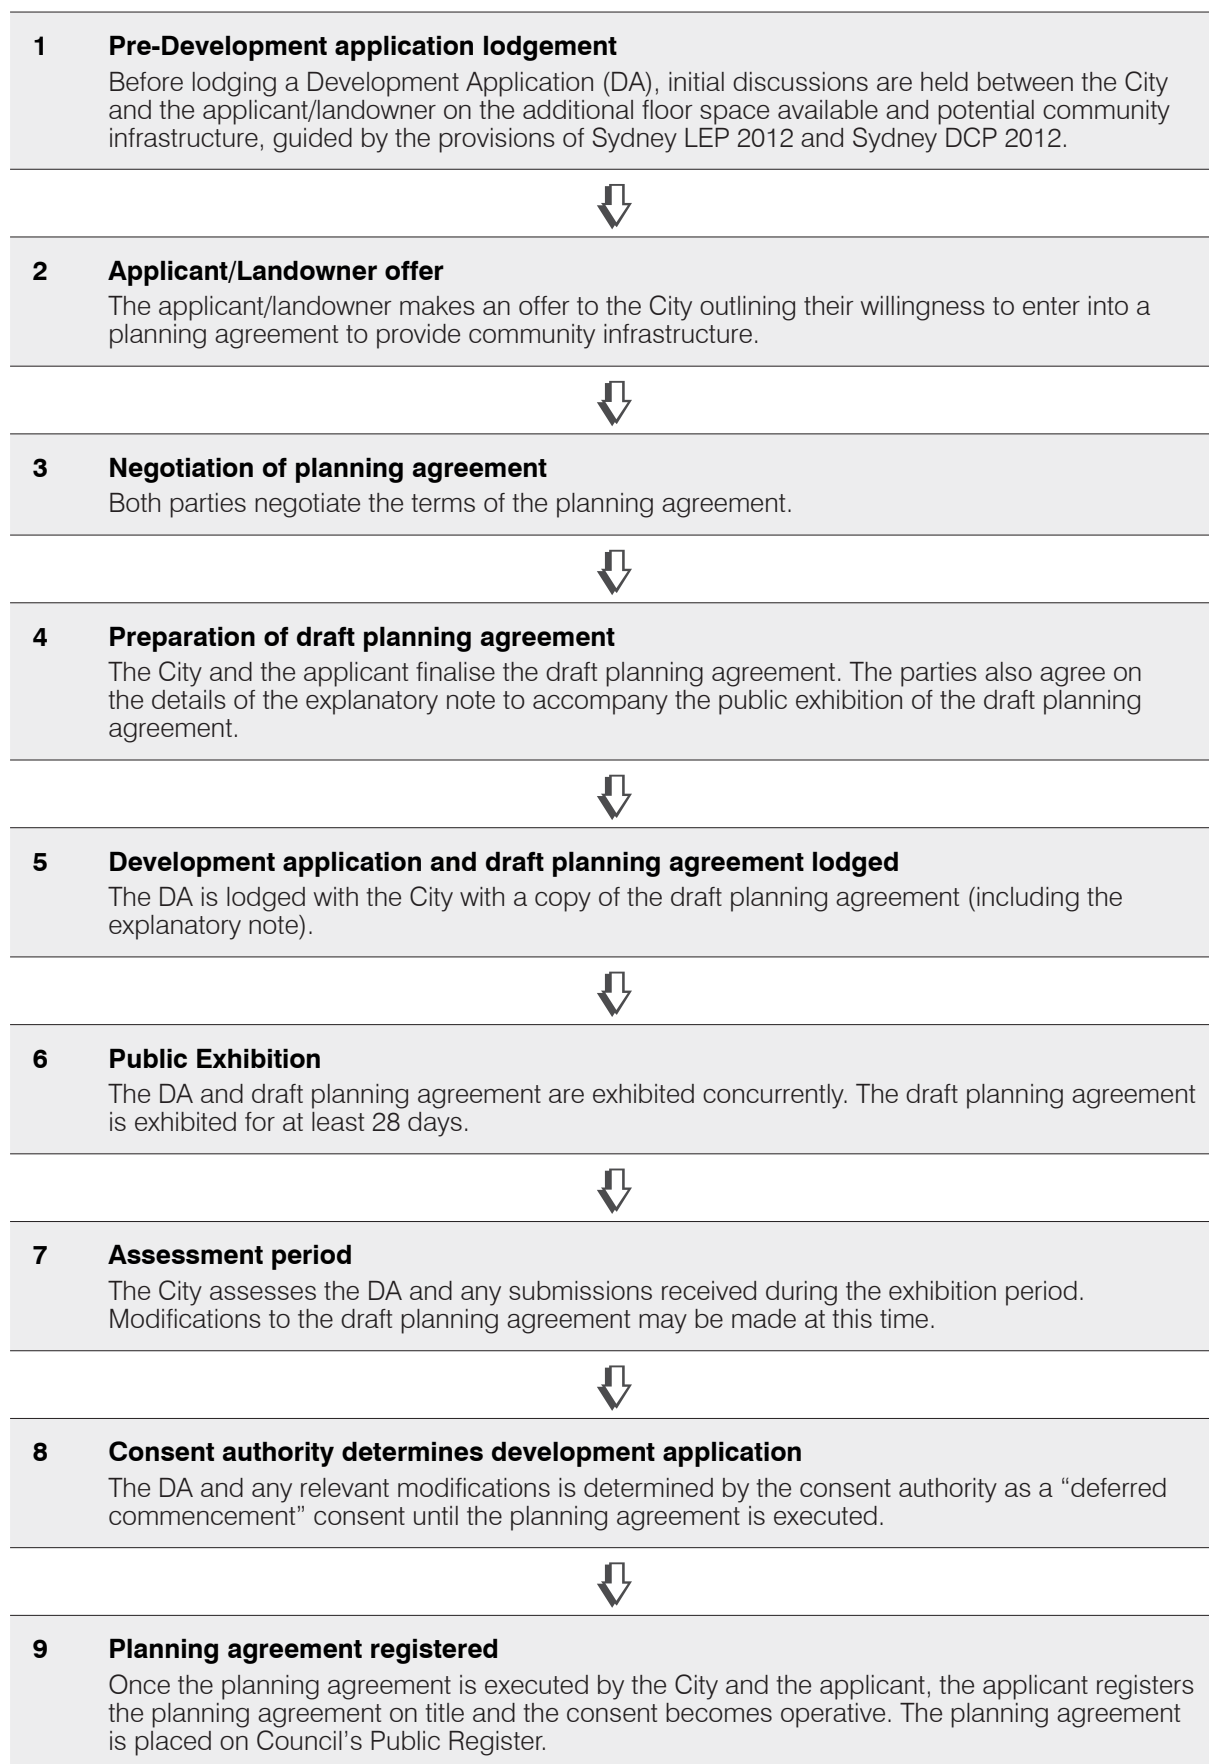 1 Pre-Development application lodgement
Before lodging a Development Application (DA), initial discussions are held between the City
and the applicant/landowner on the additional floor space available and potential community
infrastructure, guided by the provisions of Sydney LEP 2012 and Sydney DCP 2012.
2 Applicant/Landowner offer
The applicant/landowner makes an offer to the City outlining their willingness to enter into a
planning agreement to provide community infrastructure.
3 Negotiation of planning agreement
Both parties negotiate the terms of the planning agreement.
4 Preparation of draft planning agreement
The City and the applicant finalise the draft planning agreement. The parties also agree on
the details of the explanatory note to accompany the public exhibition of the draft planning
agreement.
5 Development application and draft planning agreement lodged
The DA is lodged with the City with a copy of the draft planning agreement (including the
explanatory note).
6 Public Exhibition
The DA and draft planning agreement are exhibited concurrently. The draft planning agreement
is exhibited for at least 28 days.
7 Assessment period
The City assesses the DA and any submissions received during the exhibition period.
Modifications to the draft planning agreement may be made at this time.
8 Consent authority determines development application
The DA and any relevant modifications is determined by the consent authority as a “deferred
commencement” consent until the planning agreement is executed.
9 Planning agreement registered
Once the planning agreement is executed by the City and the applicant, the applicant registers
the planning agreement on title and the consent becomes operative. The planning agreement
is placed on Council’s Public Register.